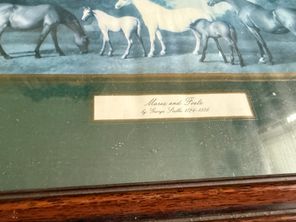 Mares and Foals
by George Stubbs, 1724-1806